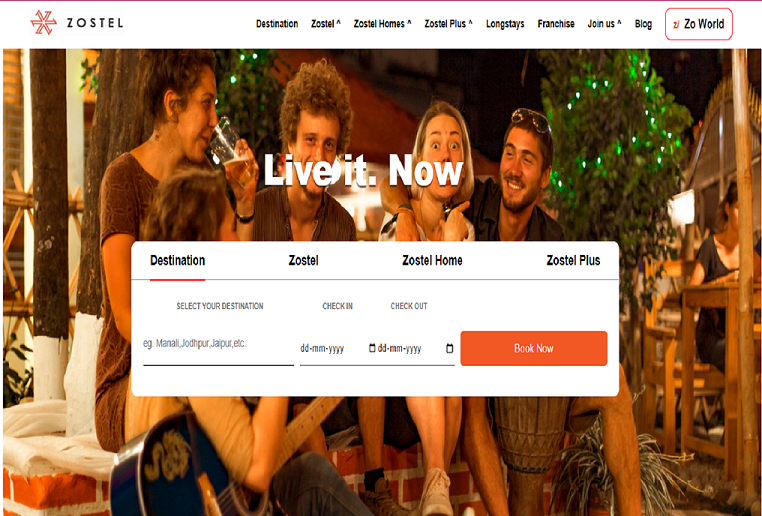 ZOSTEL
Destination Zostel ^ Zostel Homes ^ Zostel Plus ^ Longstays Franchise Join us ^ Blog z/ Zo World
Live it. Now
Destination Zostel Zostel Home Zostel Plus
SELECT YOUR DESTINATION CHECK IN CHECK OUT
eg. Manali,Jodhpur,Jaipur,etc. dd-mm-yyyy dd-mm-yyyy Book Now